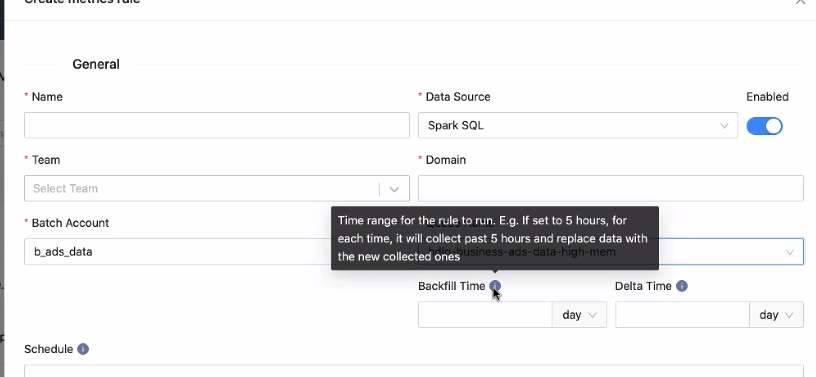 Create metrics rule
General
* Name
* Data Source
Enabled
Spark SQL
* Team
* Domain
Select Team
* Batch Account
Time range for the rule to run. E.g. If set to 5 hours, for
each time, it will collect past 5 hours and replace data with
the new collected ones
b_ads_data
-business-ads-data-high-mem
Backfill Time
Delta Time
day
day
Schedule